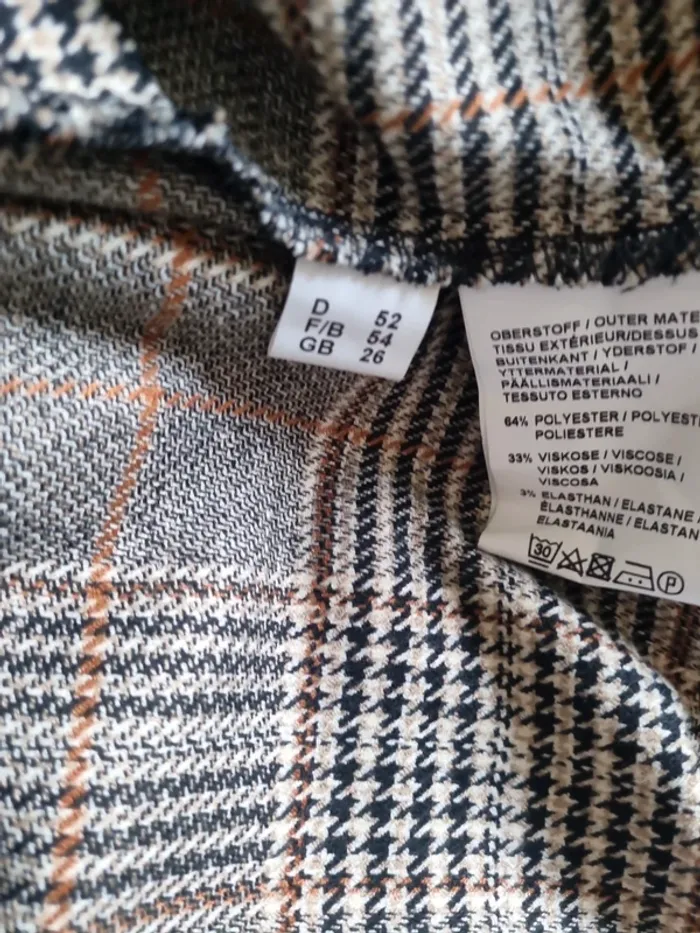 D 52
F/B 54
GB 26
OBERSTOFF / OUTER MATE
TISSU EXTÉRIEUR/DESSUS
BUITENKANT / YDERSTOF /
YTTERMATERIAL /
PÄÄLLISMATERIAALI /
TESSUTO ESTERNO
64% POLYESTER / POLYEST
POLIESTERE
33% VISKOSE / VISCOSE /
VISKOS / VISKOOSIA /
VISCOSA
3% ELASTHAN / ELASTANE /
ÉLASTHANNE / ELASTAN
ELASTAANIA
30 P